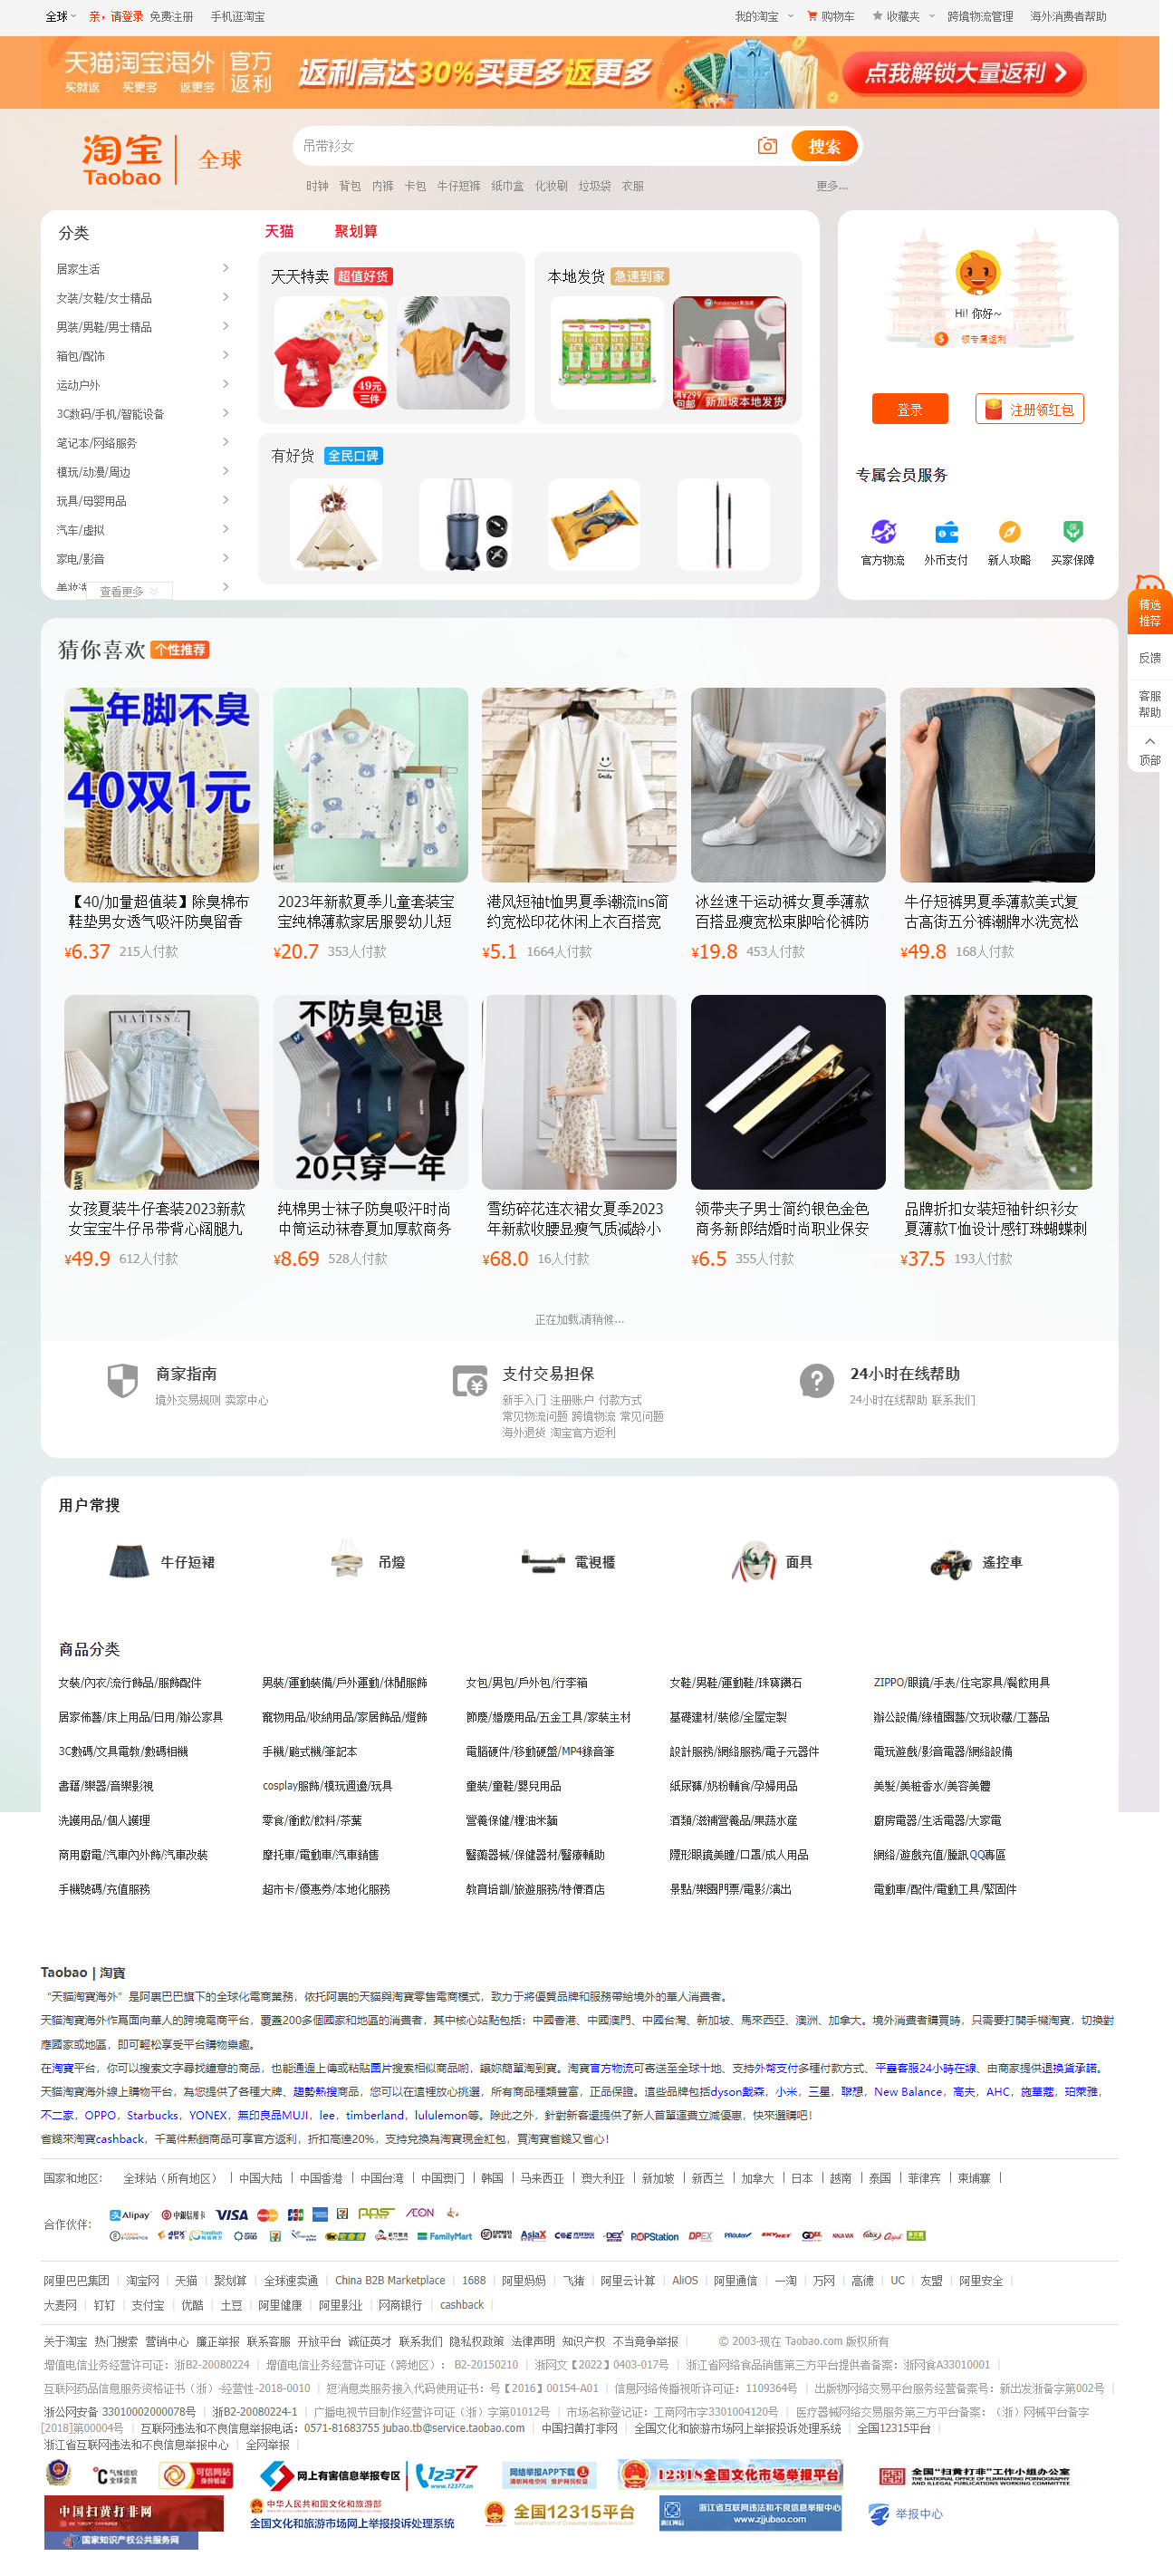 全球
亲，请登录
免费注册
手机逛淘宝
我的淘宝
购物车
收藏夹
跨境物流管理
海外消费者帮助
天猫淘宝海外
买就返 买更多 返更多
官方
返利
返利高达30%买更多返更多
点我解锁大量返利
淘宝
Taobao
全球
吊带衫女
搜索
时钟 背包 内裤 卡包 牛仔短裤 纸巾盒 化妆刷 垃圾袋 衣服
更多...
分类
居家生活
女装/女鞋/女士精品
男装/男鞋/男士精品
箱包/配饰
运动户外
3C数码/手机/智能设备
笔记本/网络服务
模玩/动漫/周边
玩具/母婴用品
汽车/虚拟
家电/影音
查看更多
天猫
聚划算
天天特卖
超值好货
49元
三件
本地发货
急速到家
Pandamart
满¥299
包邮
新加坡本地发货
有好货
全民口碑
Hi! 你好~
领专属返利
登录
注册领红包
专属会员服务
官方物流
外币支付
新人攻略
买家保障
精选
推荐
反馈
客服
帮助
顶部
猜你喜欢
个性推荐
一年脚不臭
40双1元
【40/加量超值装】除臭棉布
鞋垫男女透气吸汗防臭留香
¥6.37 215人付款
2023年新款夏季儿童套装宝
宝纯棉薄款家居服婴幼儿短
¥20.7 353人付款
Smile
港风短袖t恤男夏季潮流ins简
约宽松印花休闲上衣百搭宽
¥5.1 1664人付款
冰丝速干运动裤女夏季薄款
百搭显瘦宽松束脚哈伦裤防
¥19.8 453人付款
牛仔短裤男夏季薄款美式复
古高街五分裤潮牌水洗宽松
¥49.8 168人付款
MATISSE
女孩夏装牛仔套装2023新款
女宝宝牛仔吊带背心阔腿九
¥49.9 612人付款
不防臭包退
20只穿一年
纯棉男士袜子防臭吸汗时尚
中筒运动袜春夏加厚款商务
¥8.69 528人付款
雪纺碎花连衣裙女夏季2023
年新款收腰显瘦气质减龄小
¥68.0 16人付款
领带夹子男士简约银色金色
商务新郎结婚时尚职业保安
¥6.5 355人付款
品牌折扣女装短袖针织衫女
夏薄款T恤设计感钉珠蝴蝶刺
¥37.5 193人付款
正在加载,请稍候...
商家指南
境外交易规则 卖家中心
支付交易担保
新手入门 注册账户 付款方式
常见物流问题 跨境物流 常见问题
海外退货 淘宝官方返利
24小时在线帮助
24小时在线帮助 联系我们
用户常搜
牛仔短裙
吊燈
電視櫃
面具
遙控車
商品分类
女裝/內衣/流行飾品/服飾配件
男裝/運動裝備/戶外運動/休閒服飾
女包/男包/戶外包/行李箱
女鞋/男鞋/運動鞋/珠寶鑽石
ZIPPO/眼鏡/手表/住宅家具/餐飲用具
居家佈藝/床上用品/日用/辦公家具
寵物用品/收納用品/家居飾品/燈飾
節慶/婚慶用品/五金工具/家裝主材
基礎建材/裝修/全屋定製
辦公設備/綠植園藝/文玩收藏/工藝品
3C數碼/文具電教/數碼相機
手機/颱式機/筆記本
電腦硬件/移動硬盤/MP4錄音筆
設計服務/網絡服務/電子元器件
電玩遊戲/影音電器/網絡設備
書籍/樂器/音樂影視
cosplay服飾/模玩週邊/玩具
童裝/童鞋/嬰兒用品
紙尿褲/奶粉輔食/孕婦用品
美髮/美粧香水/美容美體
洗護用品/個人護理
零食/衝飲/飲料/茶葉
營養保健/糧油米麵
酒類/滋補營養品/果蔬水産
廚房電器/生活電器/大家電
商用廚電/汽車內外飾/汽車改裝
摩托車/電動車/汽車銷售
醫藥器械/保健器材/醫療輔助
隱形眼鏡美瞳/口罩/成人用品
網絡/遊戲充值/騰訊QQ專區
手機號碼/充值服務
超市卡/優惠券/本地化服務
教育培訓/旅遊服務/特價酒店
景點/樂園門票/電影/演出
電動車/配件/電動工具/緊固件
Taobao | 淘寶
“天猫淘寶海外”是阿裏巴巴旗下的全球化電商業務，依托阿裏的天猫與淘寶零售電商模式，致力于將優質品牌和服務帶給境外的華人消費者。
天猫淘寶海外作爲面向華人的跨境電商平台，覆蓋200多個國家和地區的消費者，其中核心站點包括：中國香港、中國澳門、中國台灣、新加坡、馬來西亞、澳洲、加拿大。境外消費者購買時，只需要打開手機淘寶，切換對
應國家或地區，即可輕松享受平台購物樂趣。
在淘寶平台，你可以搜索文字尋找鐘意的商品，也能通過上傳或粘貼圖片搜索相似商品喲，讓妳簡單淘到寶。淘寶官方物流可寄送至全球十地、支持外幣支付多種付款方式、平臺客服24小時在線、由商家提供退換貨承諾。
天猫淘寶海外線上購物平台，為您提供了各種大牌、趨勢熱搜商品，您可以在這裡放心挑選，所有商品種類豐富，正品保證。這些品牌包括dyson戴森，小米，三星，聯想，New Balance，高夫，AHC，施華蔻，珀萊雅，
不二家，OPPO，Starbucks，YONEX，無印良品MUJI，lee，timberland，lululemon等。除此之外，針對新客還提供了新人首單運費立減優惠，快來選購吧！
省錢來淘寶cashback，千萬件熱銷商品可享官方返利，折扣高達20%，支持兌換為淘寶現金紅包，買淘寶省錢又省心！
国家和地区： 全球站（所有地区） 中国大陆 中国香港 中国台湾 中国澳门 韩国 马来西亚 澳大利亚 新加坡 新西兰 加拿大 日本 越南 泰国 菲律宾 柬埔寨
合作伙伴：
Alipay 中国银联卡 VISA MasterCard JCB ÆON
4PX FamilyMart AsiaX POPStation DPEX SKYNET
阿里巴巴集团 淘宝网 天猫 聚划算 全球速卖通 China B2B Marketplace 1688 阿里妈妈 飞猪 阿里云计算 AliOS 阿里通信 一淘 万网 高德 UC 友盟 阿里安全
大麦网 钉钉 支付宝 优酷 土豆 阿里健康 阿里影业 网商银行 cashback
关于淘宝 热门搜索 营销中心 廉正举报 联系客服 开放平台 诚征英才 联系我们 隐私权政策 法律声明 知识产权 不当竞争举报 © 2003-现在 Taobao.com 版权所有
增值电信业务经营许可证：浙B2-20080224 增值电信业务经营许可证（跨地区）：B2-20150210 浙网文【2022】0403-017号 浙江省网络食品销售第三方平台提供者备案：浙网食A33010001
互联网药品信息服务资格证书（浙）-经营性-2018-0010 短消息类服务接入代码使用证书：号【2016】00154-A01 信息网络传播视听许可证：1109364号 出版物网络交易平台服务经营备案号：新出发浙备字第002号
浙公网安备 33010002000078号 浙B2-20080224-1 广播电视节目制作经营许可证（浙）字第01012号 市场名称登记证：工商网市字3301004120号 医疗器械网络交易服务第三方平台备案：（浙）网械平台备字
[2018]第00004号 互联网违法和不良信息举报电话：0571-81683755 jubao.tb@service.taobao.com 中国扫黄打非网 全国文化和旅游市场网上举报投诉处理系统 全国12315平台
浙江省互联网违法和不良信息举报中心 全网举报
气候组织
全球会员
可信网站
身份验证
网上有害信息举报专区
12377
www.12377.cn
网络举报APP下载
清朗网络空间 维护网民权益
12318全国文化市场举报平台
全国“扫黄打非”工作小组办公室
中国扫黄打非网
中华人民共和国文化和旅游部
全国文化和旅游市场网上举报投诉处理系统
全国12315平台
浙江省互联网违法和不良信息举报中心
www.zjjubao.com
举报中心
国家知识产权公共服务网